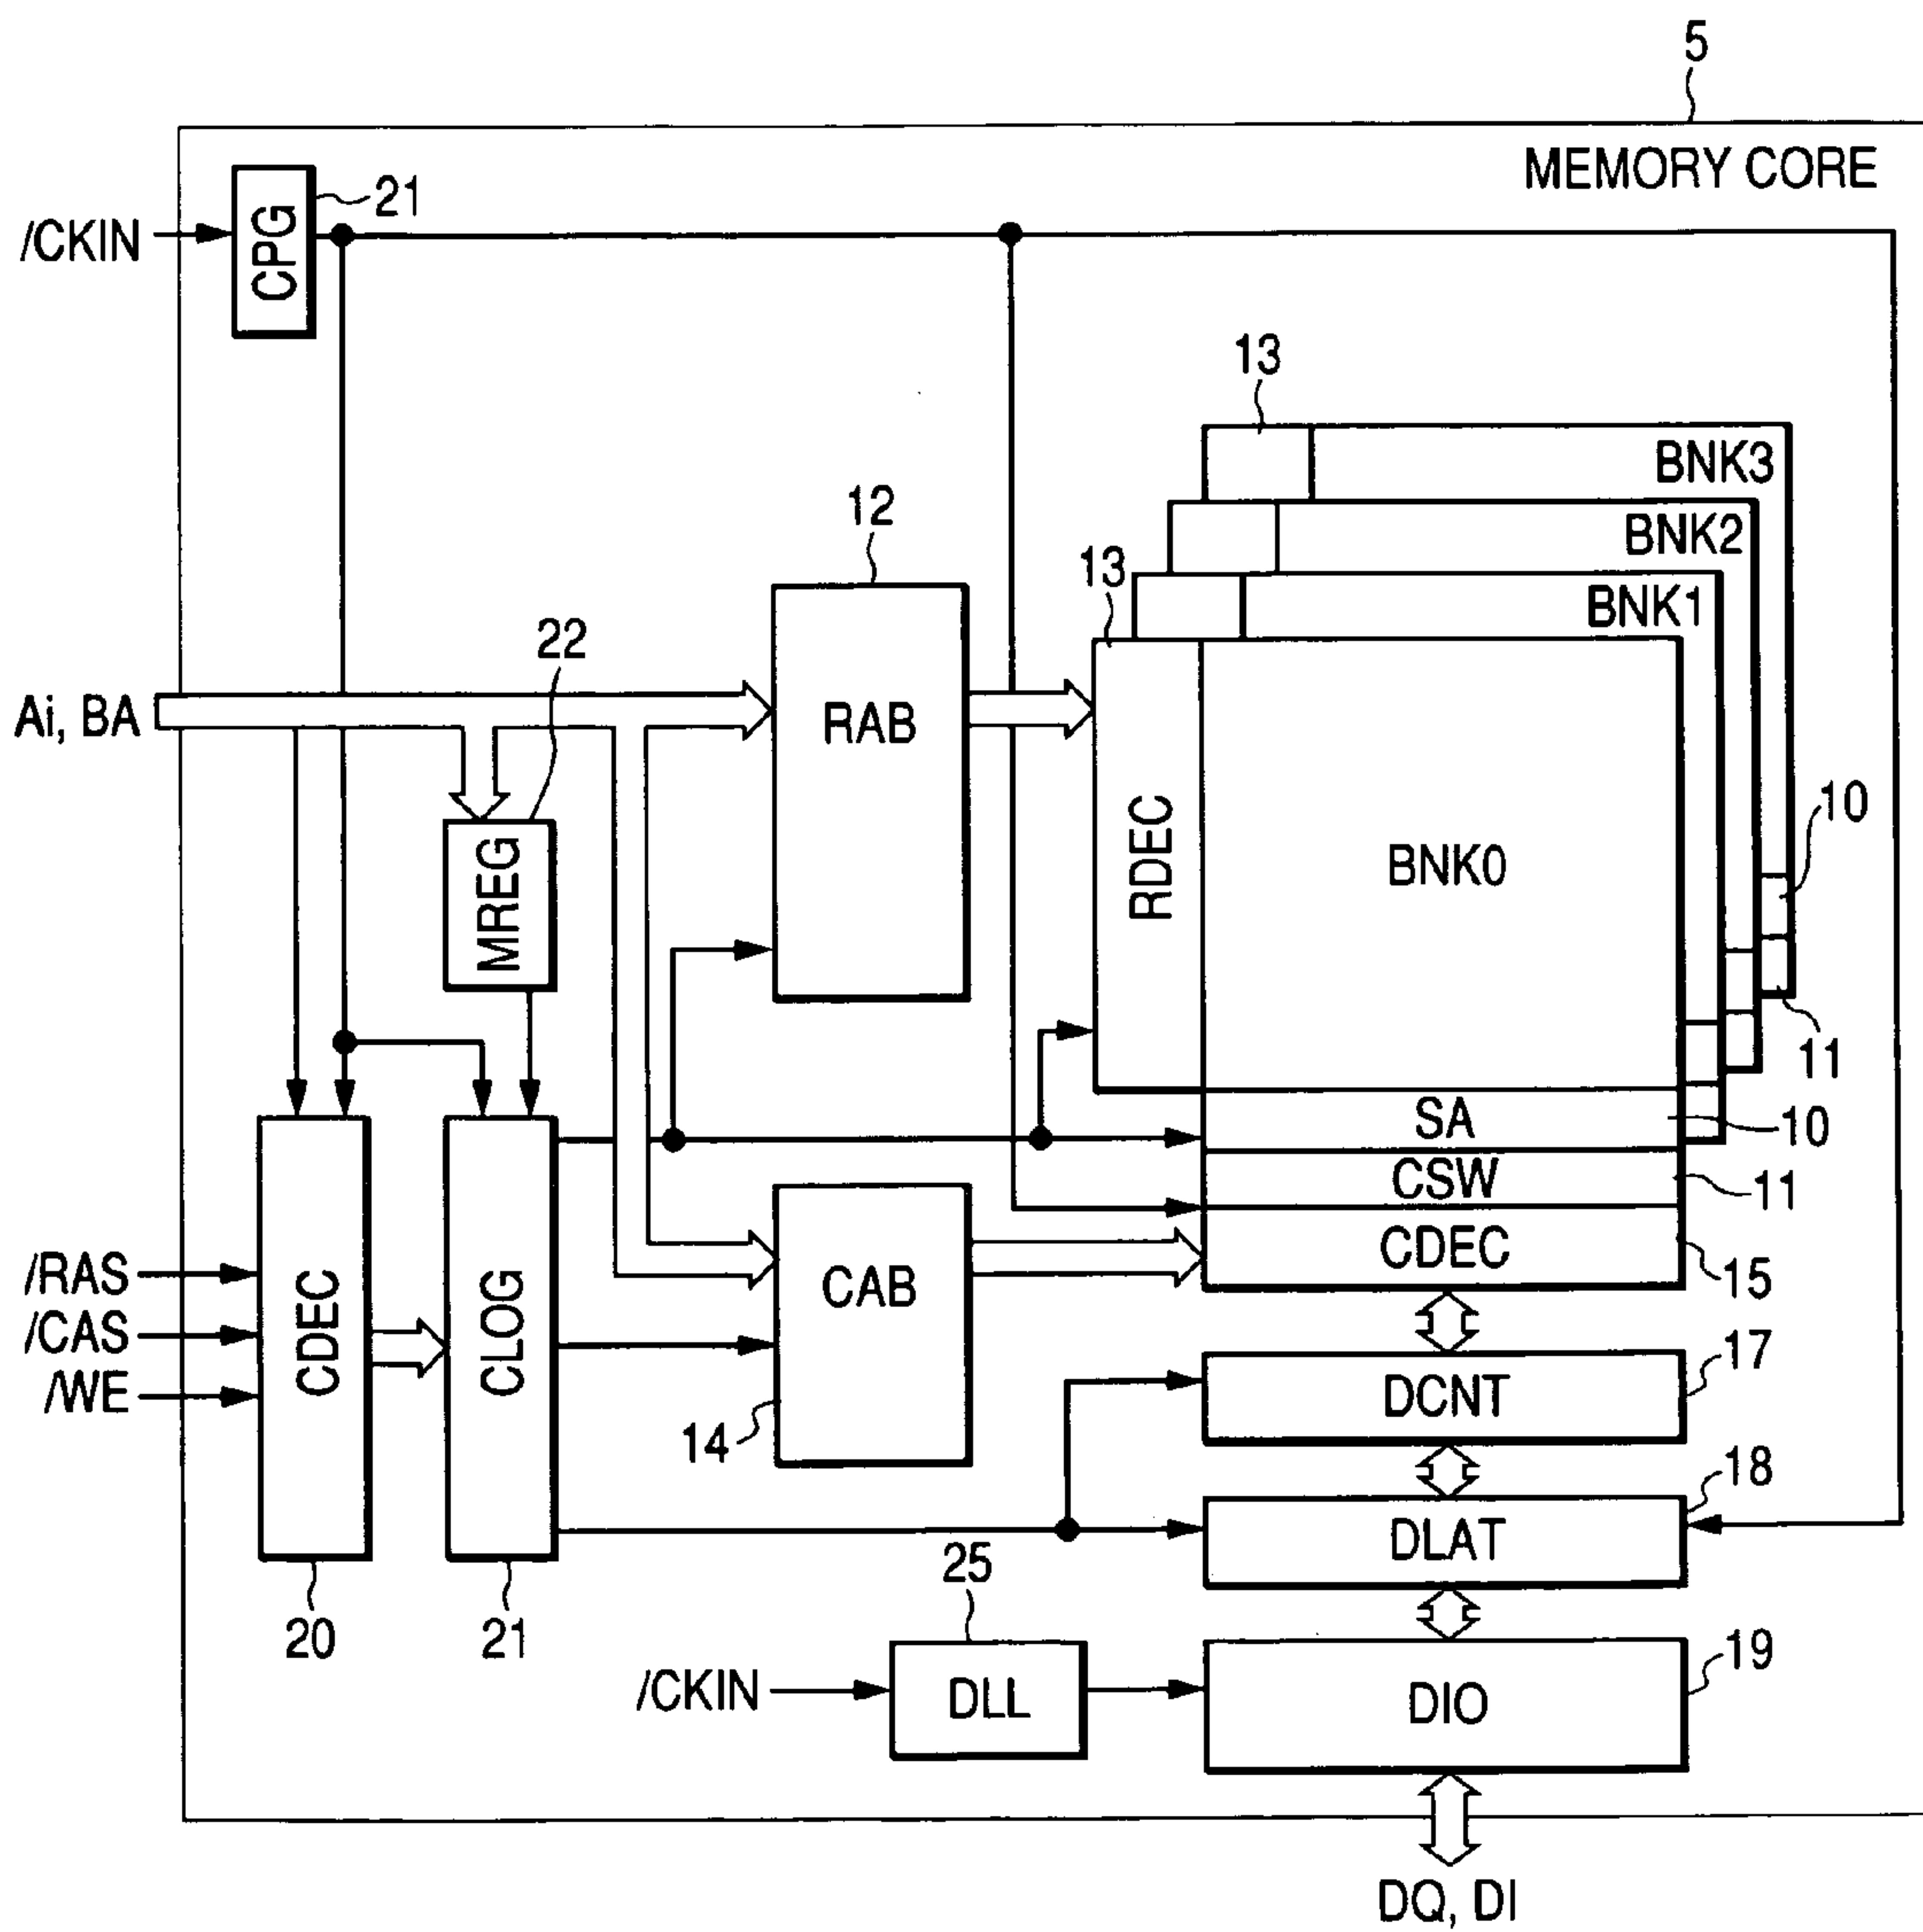 5
MEMORY CORE
21
/CKIN
CPG
13
BNK3
12
BNK2
13
BNK1
22
Ai, BA
RAB
10
RDEC
BNK0
MREG
11
SA
10
CSW
11
/RAS
CDEC
CLOG
CAB
CDEC
15
/CAS
/WE
14
DCNT
17
18
DLAT
25
20
21
19
/CKIN
DLL
DIO
DQ, DI